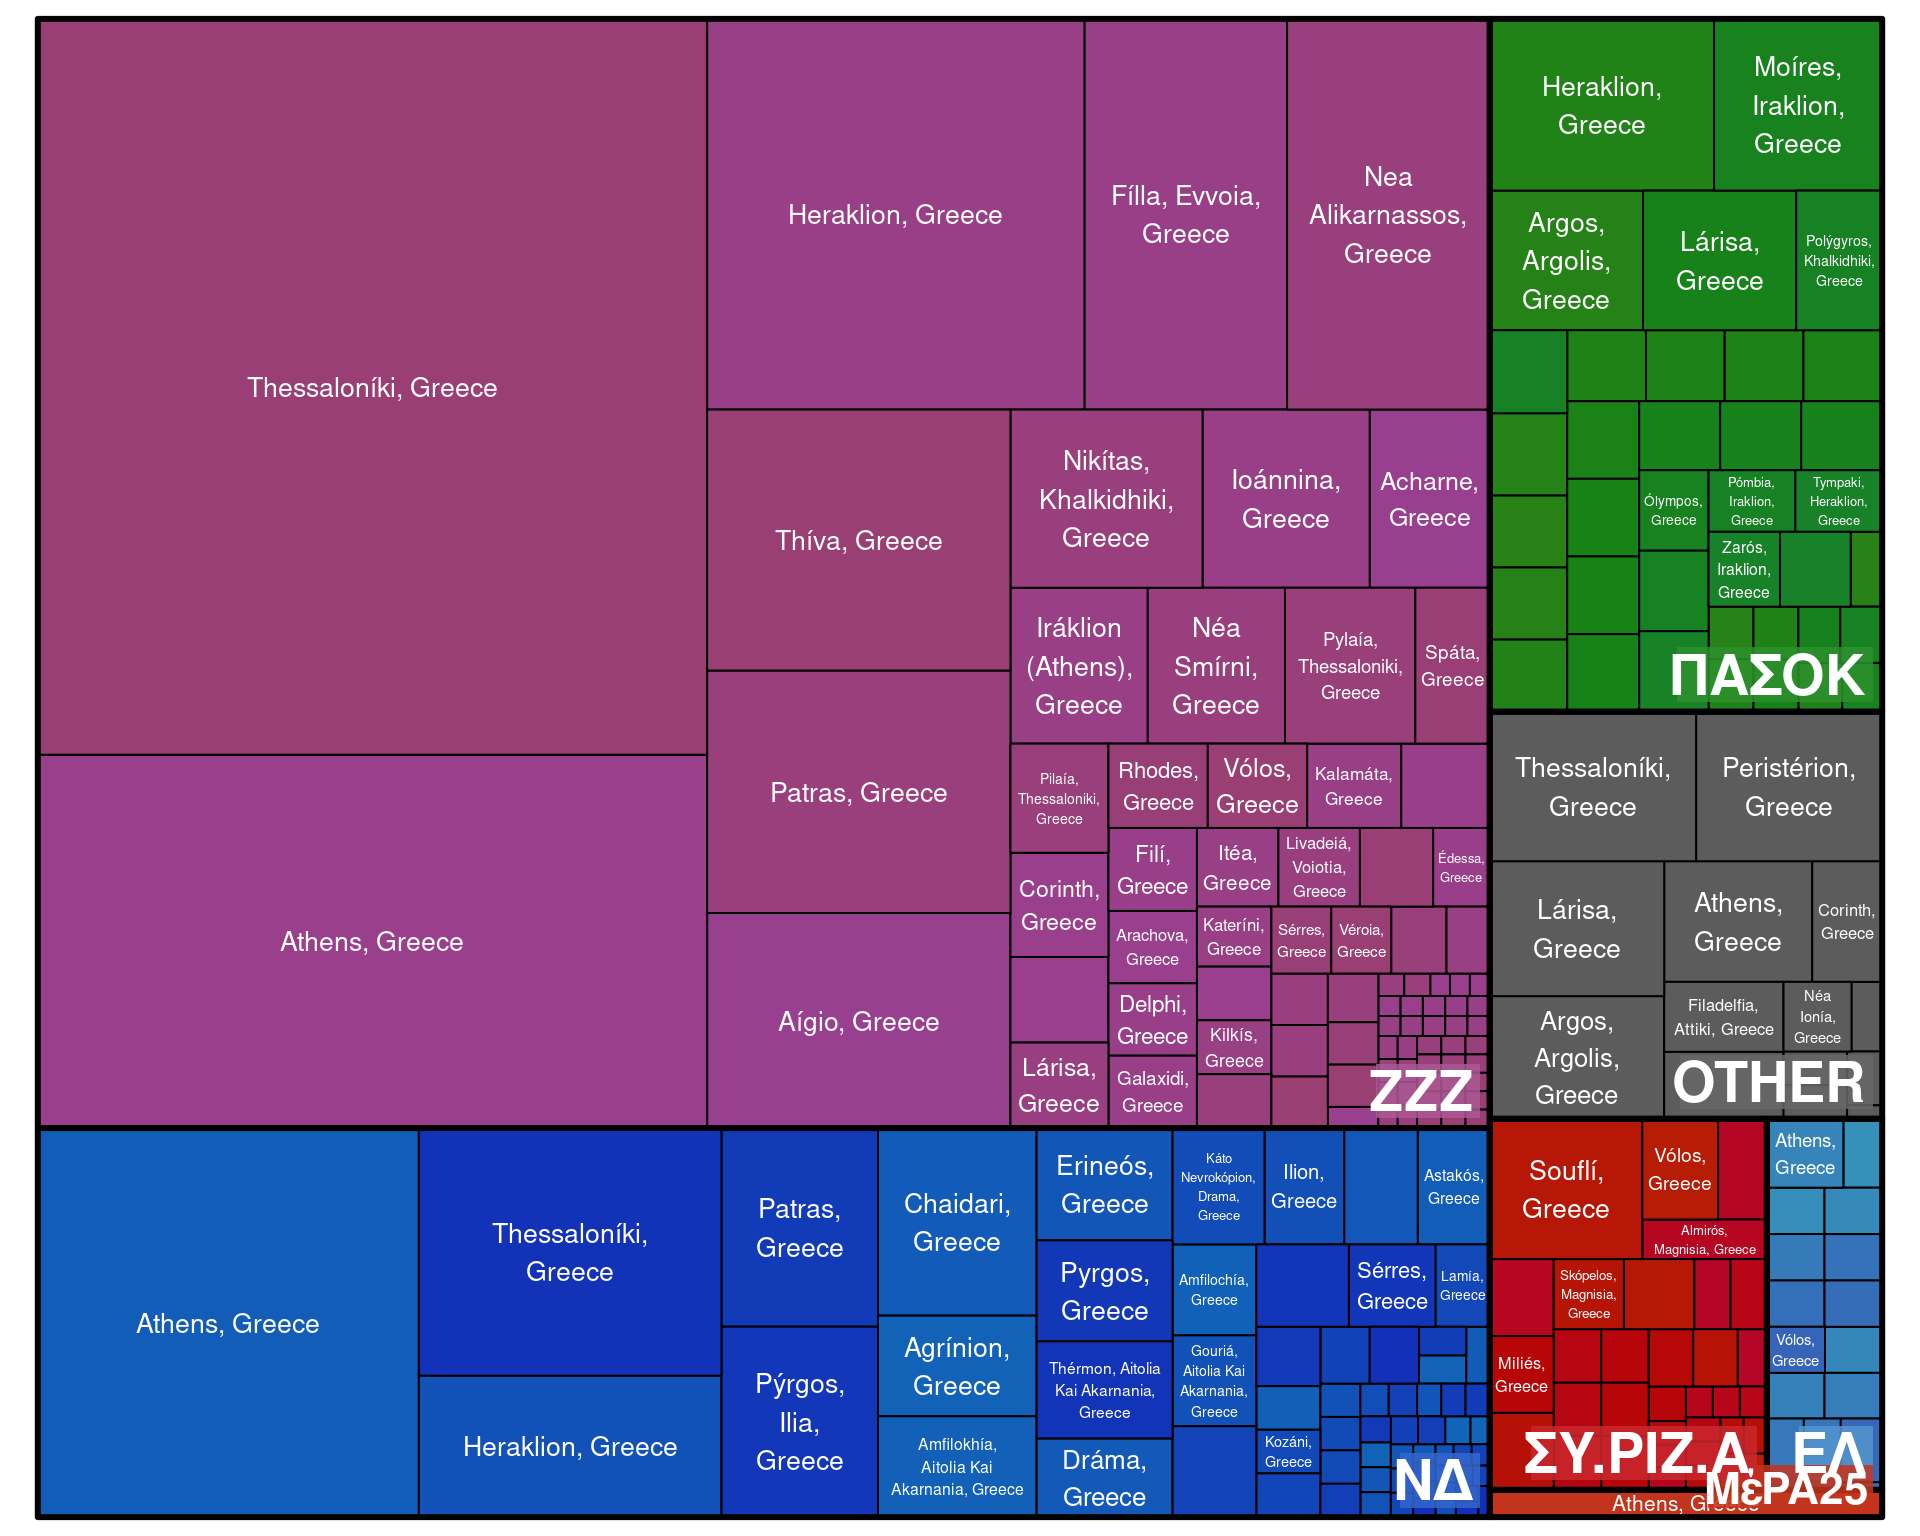 Thessaloníki, Greece
Athens, Greece
Heraklion, Greece
Fílla, Evvoia,
Greece
Nea
Alikarnassos,
Greece
Thíva, Greece
Patras, Greece
Aígio, Greece
Nikítas,
Khalkidhiki,
Greece
Ioánnina,
Greece
Acharne,
Greece
Iráklion
(Athens),
Greece
Néa
Smírni,
Greece
Pylaía,
Thessaloniki,
Greece
Spáta,
Greece
Pilaía,
Thessaloniki,
Greece
Rhodes,
Greece
Vólos,
Greece
Kalamáta,
Greece
Corinth,
Greece
Filí,
Greece
Itéa,
Greece
Livadeiá,
Voiotia,
Greece
Édessa,
Greece
Arachova,
Greece
Kateríni,
Greece
Sérres,
Greece
Véroia,
Greece
Delphi,
Greece
Kilkís,
Greece
Lárisa,
Greece
Galaxidi,
Greece
ZZZ
Athens, Greece
Thessaloníki,
Greece
Heraklion, Greece
Patras,
Greece
Pýrgos,
Ilia,
Greece
Chaidari,
Greece
Agrínion,
Greece
Amfilokhía,
Aitolia Kai
Akarnania, Greece
Erineós,
Greece
Pyrgos,
Greece
Thérmon, Aitolia
Kai Akarnania,
Greece
Dráma,
Greece
Káto
Nevrokópion,
Drama,
Greece
Ilion,
Greece
Astakós,
Greece
Amfilochía,
Greece
Sérres,
Greece
Lamía,
Greece
Gouriá,
Aitolia Kai
Akarnania,
Greece
Kozáni,
Greece
ΝΔ
Heraklion,
Greece
Moíres,
Iraklion,
Greece
Argos,
Argolis,
Greece
Lárisa,
Greece
Polýgyros,
Khalkidhiki,
Greece
Ólympos,
Greece
Pómbia,
Iraklion,
Greece
Tympaki,
Heraklion,
Greece
Zarós,
Iraklion,
Greece
ΠΑΣΟΚ
Thessaloníki,
Greece
Peristérion,
Greece
Lárisa,
Greece
Athens,
Greece
Corinth,
Greece
Argos,
Argolis,
Greece
Filadelfia,
Attiki, Greece
Néa
Ionía,
Greece
OTHER
Souflí,
Greece
Vólos,
Greece
Almirós,
Magnisia, Greece
Skópelos,
Magnisia,
Greece
Miliés,
Greece
ΣΥ.ΡΙΖ.Α
Athens,
Greece
Vólos,
Greece
ΕΛ
Athens, Greece
ΜέΡΑ25